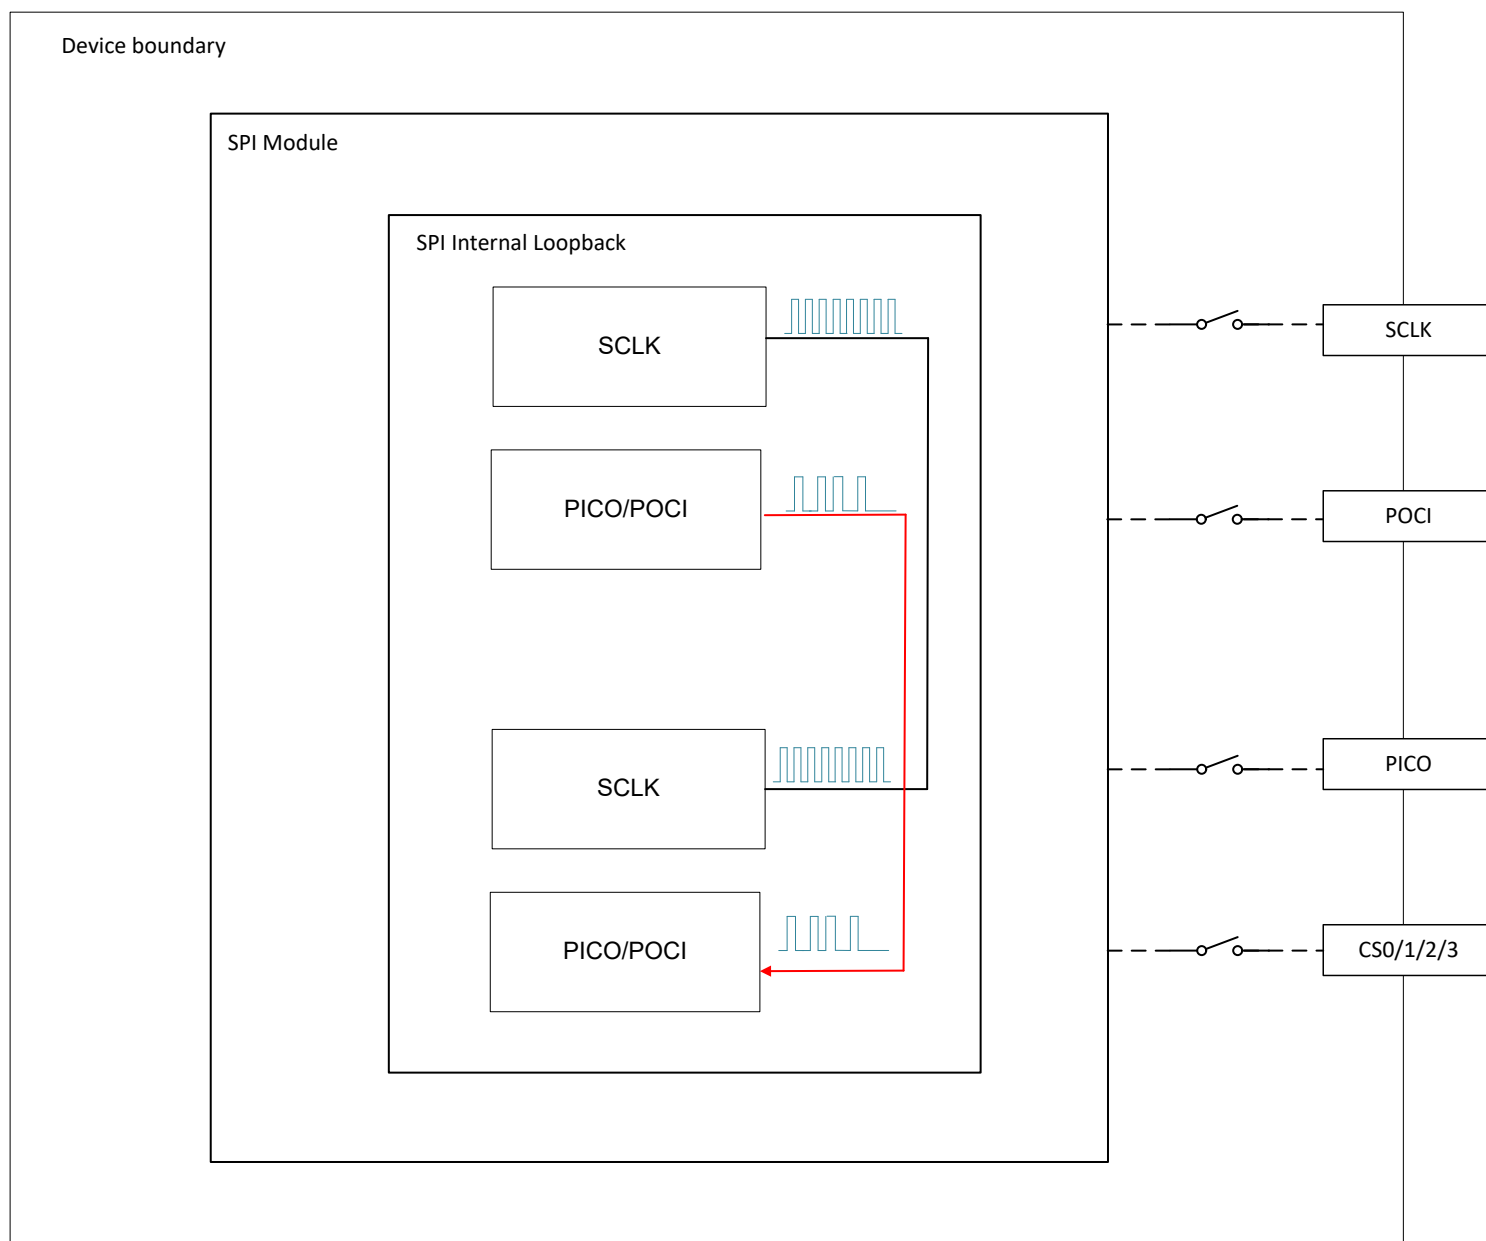 Device boundary
SPI Module
SPI Internal Loopback
SCLK
PICO/POCI
SCLK
PICO/POCI
SCLK
POCI
PICO
CS0/1/2/3